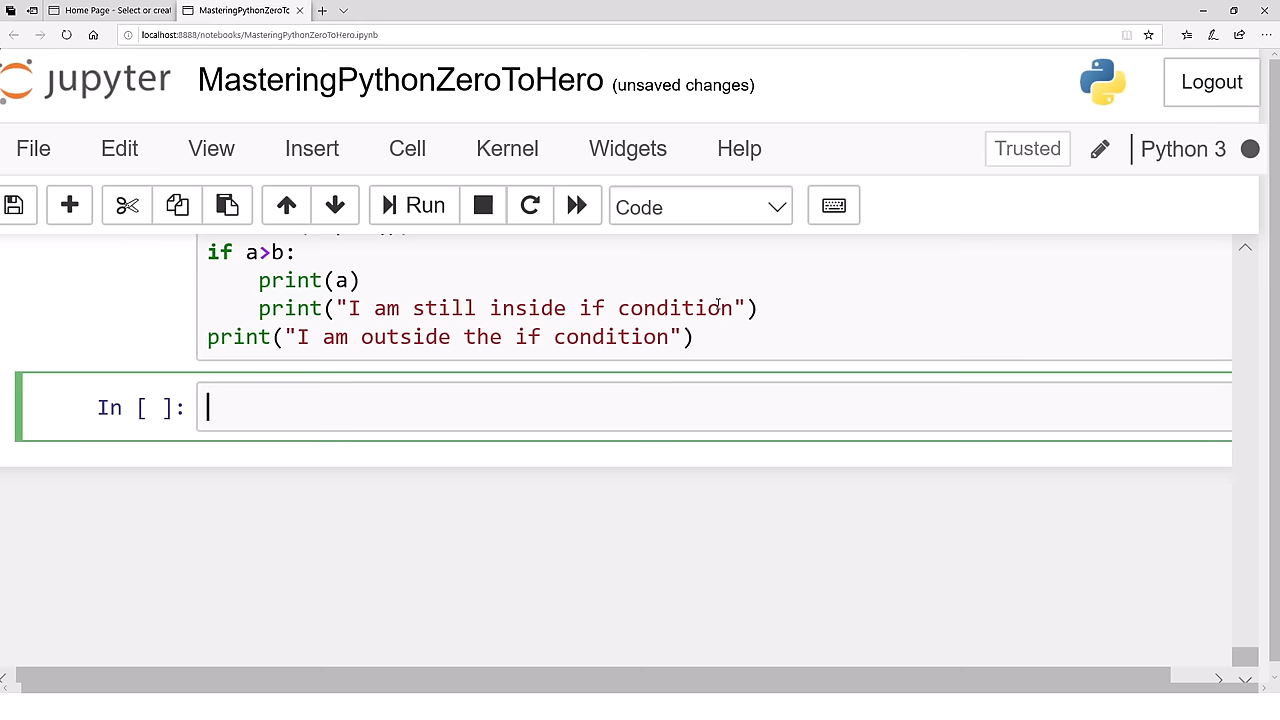 Home Page - Select or creat
MasteringPythonZeroTc
localhost:8888/notebooks/MasteringPythonZeroToHero.ipynb
jupyter MasteringPythonZeroToHero (unsaved changes) Logout
File Edit View Insert Cell Kernel Widgets Help Trusted Python 3
Run Code
if a>b:
print(a)
print("I am still inside if condition")
print("I am outside the if condition")
In [ ]: